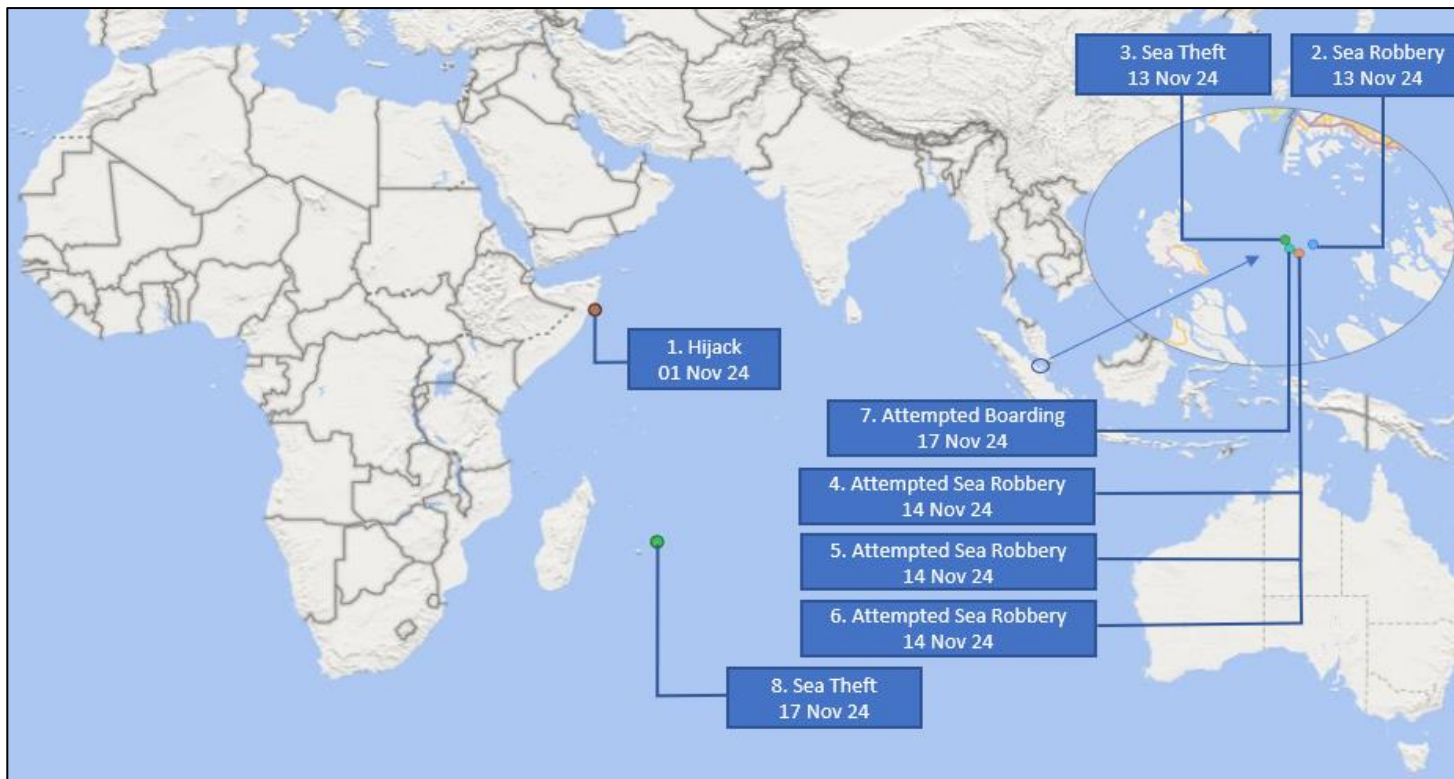 3. Sea Theft
13 Nov 24
2. Sea Robbery
13 Nov 24
1. Hijack
01 Nov 24
7. Attempted Boarding
17 Nov 24
4. Attempted Sea Robbery
14 Nov 24
5. Attempted Sea Robbery
14 Nov 24
6. Attempted Sea Robbery
14 Nov 24
8. Sea Theft
17 Nov 24